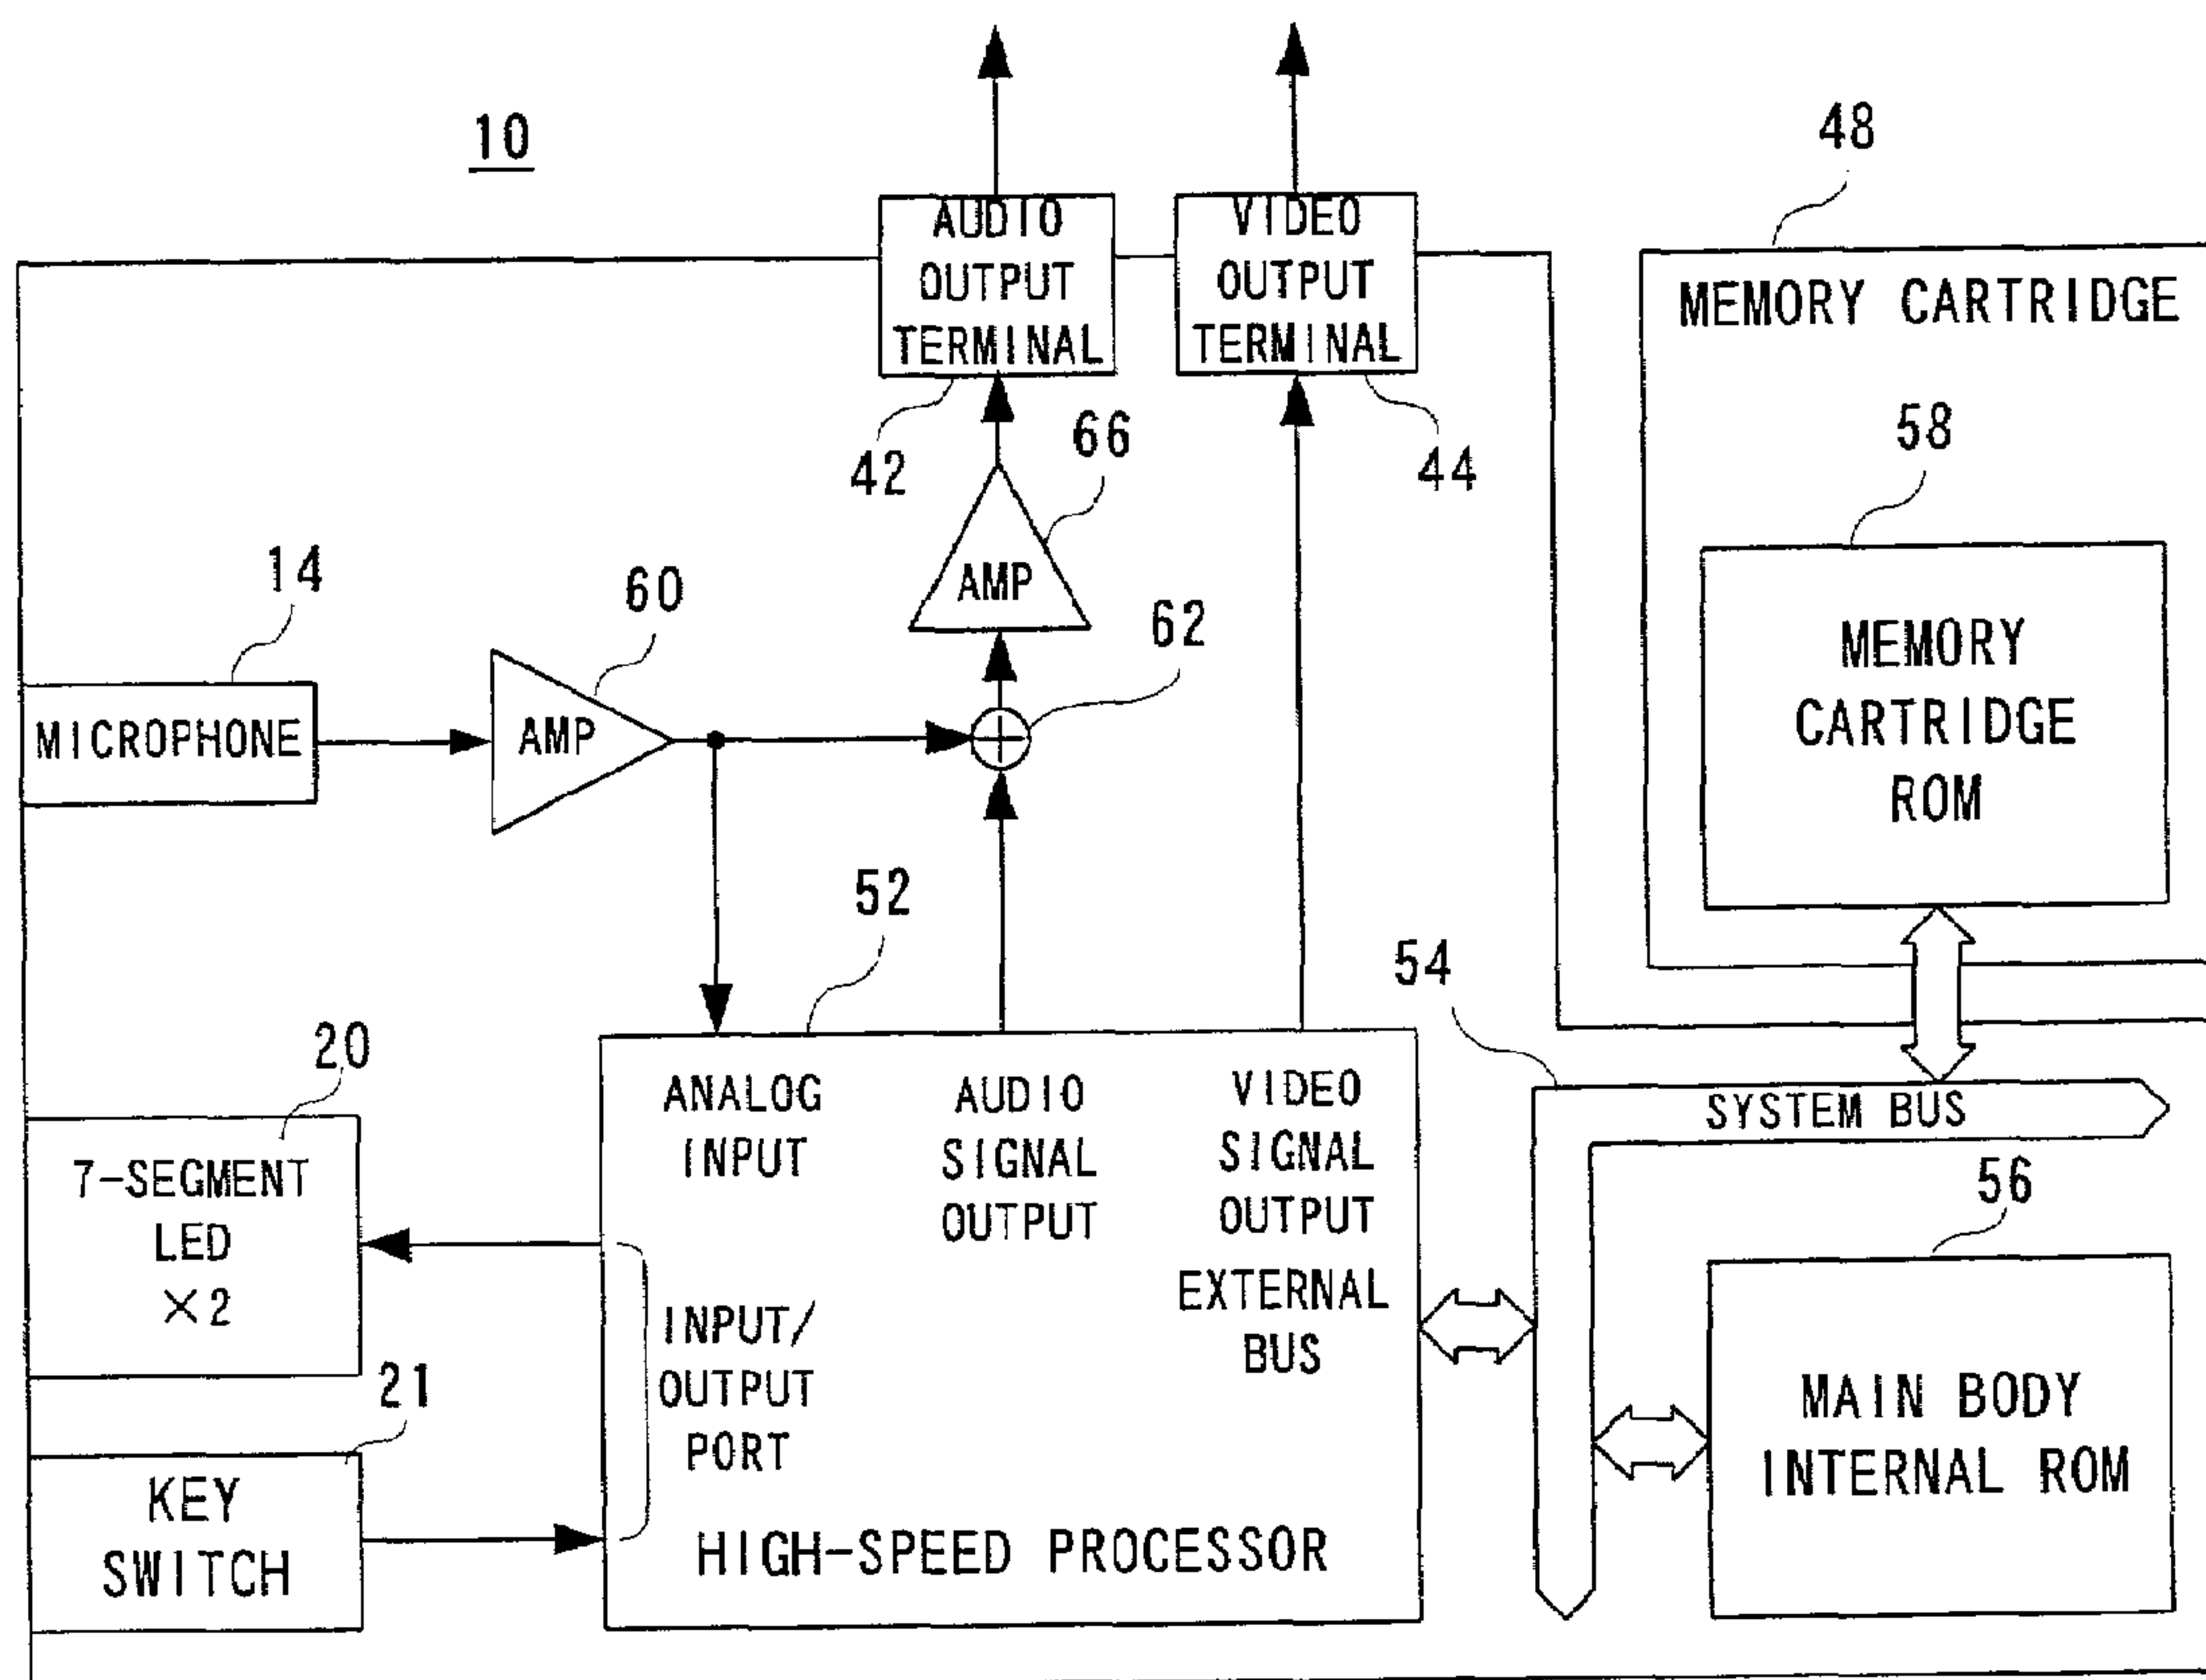 10
48
AUDIO
OUTPUT
TERMINAL
VIDEO
OUTPUT
TERMINAL
MEMORY CARTRIDGE
42
66
44
58
14
60
AMP
62
MEMORY
CARTRIDGE
ROM
MICROPHONE
AMP
52
54
20
ANALOG
INPUT
AUDIO
SIGNAL
OUTPUT
VIDEO
SIGNAL
OUTPUT
SYSTEM BUS
7-SEGMENT
LED
×2
56
EXTERNAL
BUS
INPUT/
OUTPUT
PORT
21
MAIN BODY
INTERNAL ROM
KEY
SWITCH
HIGH-SPEED PROCESSOR